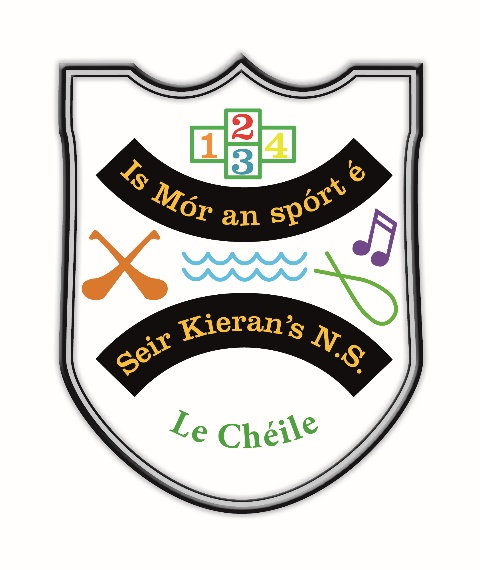 2
1 4
3
Is Mór an spórt é
Seir Kieran's N.S.
Le Chéile